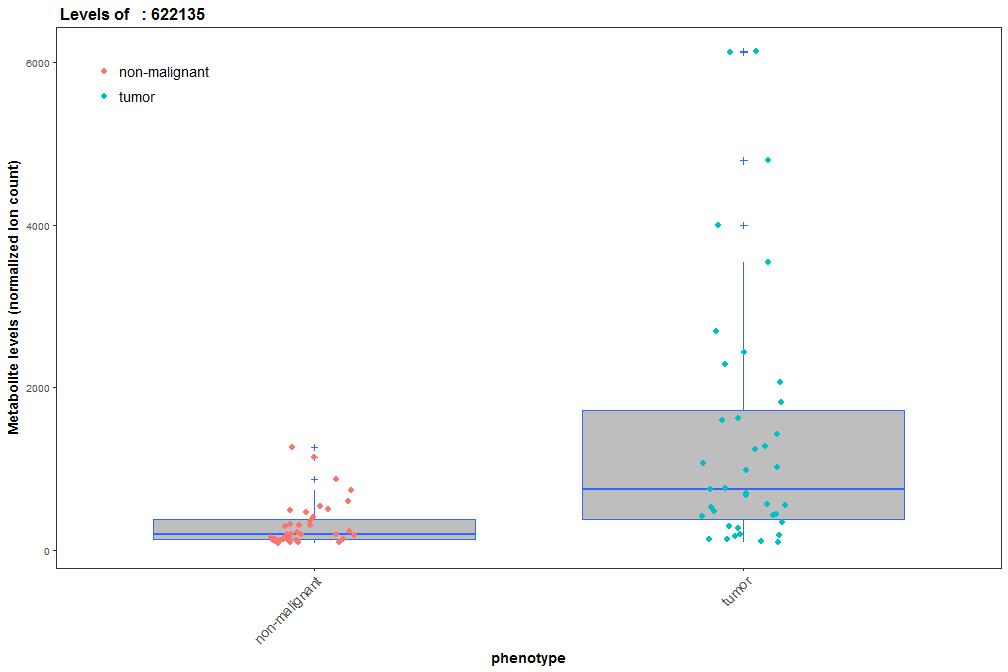 Levels of   : 622135
Metabolite levels (normalized ion count)
6000
4000
2000
0
non-malignant
tumor
non-malignant
tumor
phenotype